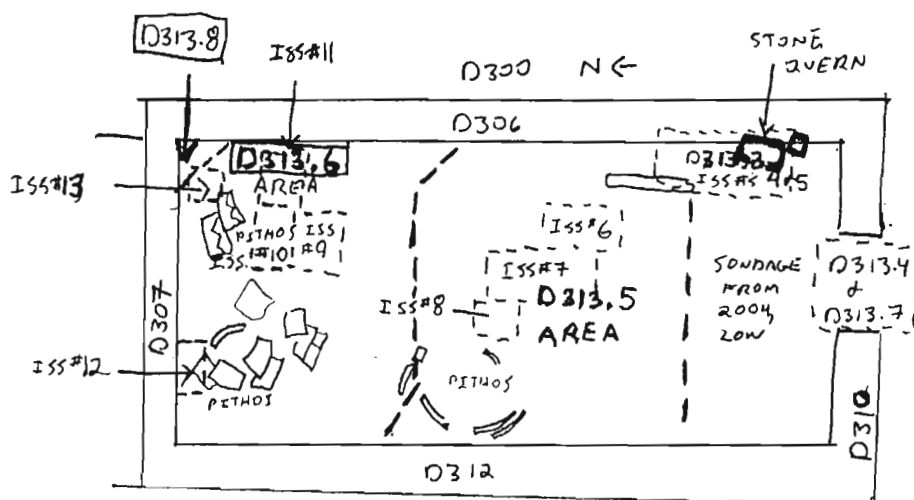 D313.8
ISS#11
D300
N ←
STONE
QUERN
D306
D313.6
AREA
ISS#13
PITHOS
ISS
ISS.
#10
#9
ISS#6
ISS#7
ISS#8
D313.5
AREA
ISS#s 4&5
SONDAGE
FROM
2004,
ZOW
D313.4
&
D313.7
D307
ISS#12
PITHOS
PITHOS
D310
D312